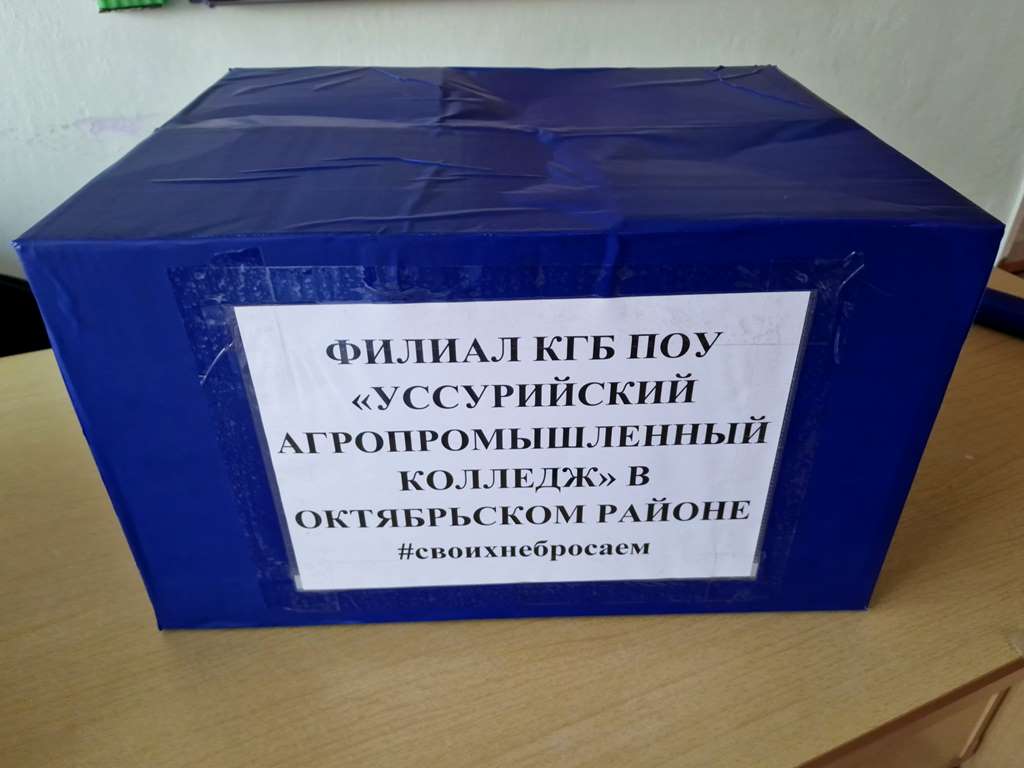 ФИЛИАЛ КГБ ПОУ
«УССУРИЙСКИЙ
АГРОПРОМЫШЛЕННЫЙ
КОЛЛЕДЖ» В
ОКТЯБРЬСКОМ РАЙОНЕ
#своихнебросаем